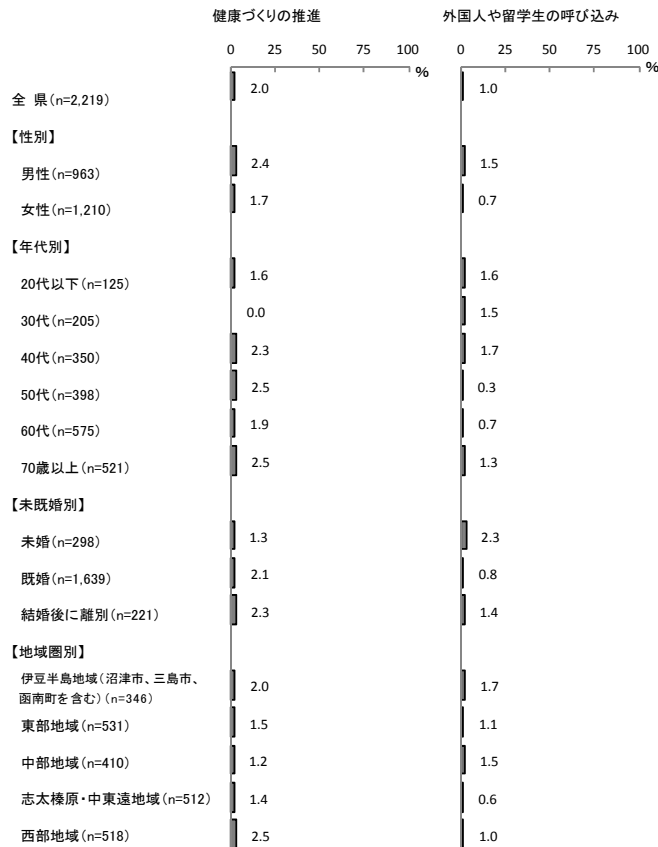 健康づくりの推進 外国人や留学生の呼び込み
0 25 50 75 100 0 25 50 75 100
% %
全 県(n=2,219) 2.0 1.0
【性別】
男性(n=963) 2.4 1.5
女性(n=1,210) 1.7 0.7
【年代別】
20代以下(n=125) 1.6 1.6
30代(n=205) 0.0 1.5
40代(n=350) 2.3 1.7
50代(n=398) 2.5 0.3
60代(n=575) 1.9 0.7
70歳以上(n=521) 2.5 1.3
【未既婚別】
未婚(n=298) 1.3 2.3
既婚(n=1,639) 2.1 0.8
結婚後に離別(n=221) 2.3 1.4
【地域圏別】
伊豆半島地域(沼津市、三島市、
函南町を含む)(n=346) 2.0 1.7
東部地域(n=531) 1.5 1.1
中部地域(n=410) 1.2 1.5
志太榛原・中東遠地域(n=512) 1.4 0.6
西部地域(n=518) 2.5 1.0